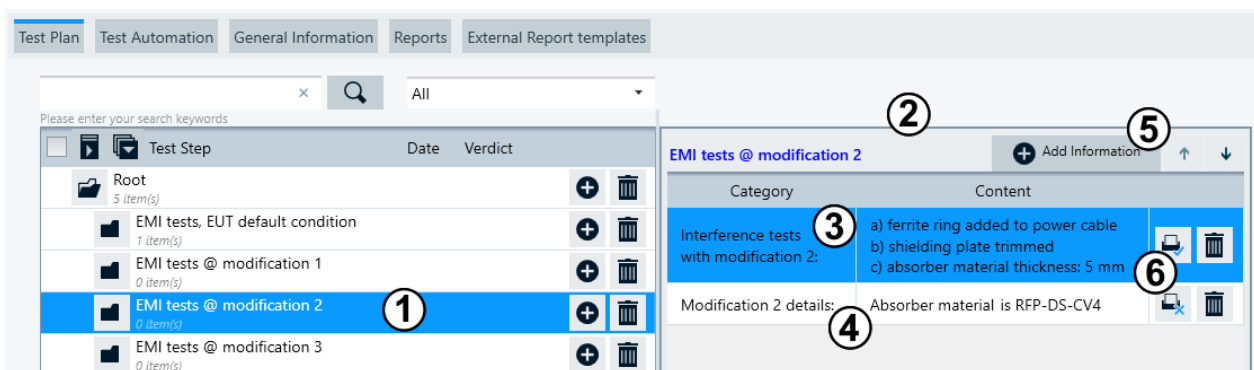 Test Plan Test Automation General Information Reports External Report templates
× All
Please enter your search keywords
Test Step Date Verdict
Root
5 item(s)
EMI tests, EUT default condition
1 item(s)
EMI tests @ modification 1
0 item(s)
EMI tests @ modification 2
0 item(s)
EMI tests @ modification 3
0 item(s)
1
2
5
EMI tests @ modification 2 Add Information
Category Content
Interference tests
with modification 2:
3
a) ferrite ring added to power cable
b) shielding plate trimmed
c) absorber material thickness: 5 mm
6
Modification 2 details: Absorber material is RFP-DS-CV4
4